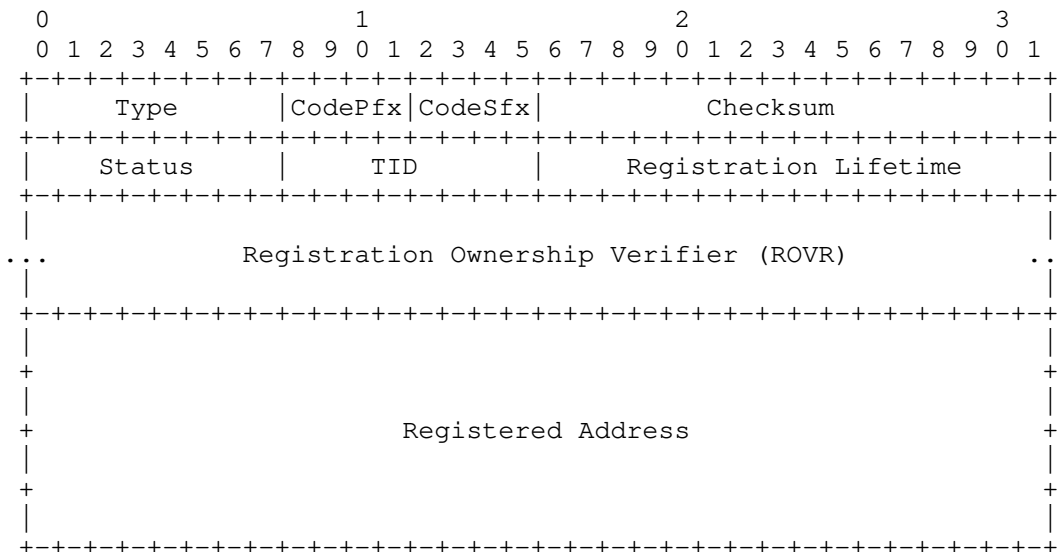 0                   1                   2                   3
 0 1 2 3 4 5 6 7 8 9 0 1 2 3 4 5 6 7 8 9 0 1 2 3 4 5 6 7 8 9 0 1
+-+-+-+-+-+-+-+-+-+-+-+-+-+-+-+-+-+-+-+-+-+-+-+-+-+-+-+-+-+-+-+-+
|     Type      |CodePfx|CodeSfx|          Checksum             |
+-+-+-+-+-+-+-+-+-+-+-+-+-+-+-+-+-+-+-+-+-+-+-+-+-+-+-+-+-+-+-+-+
|    Status     |     TID       |     Registration Lifetime     |
+-+-+-+-+-+-+-+-+-+-+-+-+-+-+-+-+-+-+-+-+-+-+-+-+-+-+-+-+-+-+-+-+
|                                                               |
...            Registration Ownership Verifier (ROVR)           ..
|                                                               |
+-+-+-+-+-+-+-+-+-+-+-+-+-+-+-+-+-+-+-+-+-+-+-+-+-+-+-+-+-+-+-+-+
|                                                               |
+                                                               +
|                                                               |
+                       Registered Address                      +
|                                                               |
+                                                               +
|                                                               |
+-+-+-+-+-+-+-+-+-+-+-+-+-+-+-+-+-+-+-+-+-+-+-+-+-+-+-+-+-+-+-+-+